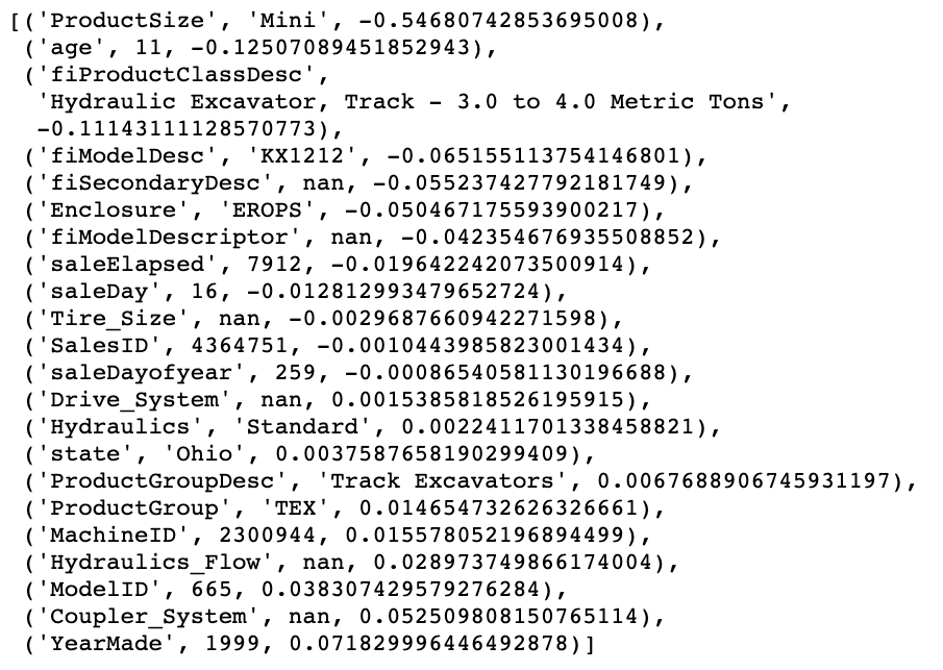 [('ProductSize', 'Mini', -0.54680742853695008),
('age', 11, -0.12507089451852943),
('fiProductClassDesc',
'Hydraulic Excavator, Track - 3.0 to 4.0 Metric Tons',
-0.11143111128570773),
('fiModelDesc', 'KX1212', -0.065155113754146801),
('fiSecondaryDesc', nan, -0.055237427792181749),
('Enclosure', 'EROPS', -0.050467175593900217),
('fiModelDescriptor', nan, -0.042354676935508852),
('saleElapsed', 7912, -0.019642242073500914),
('saleDay', 16, -0.012812993479652724),
('Tire_Size', nan, -0.0029687660942271598),
('SalesID', 4364751, -0.0010443985823001434),
('saleDayofyear', 259, -0.00086540581130196688),
('Drive_System', nan, 0.0015385818526195915),
('Hydraulics', 'Standard', 0.0022411701338458821),
('state', 'Ohio', 0.0037587658190299409),
('ProductGroupDesc', 'Track Excavators', 0.0067688906745931197),
('ProductGroup', 'TEX', 0.014654732626326661),
('MachineID', 2300944, 0.015578052196894499),
('Hydraulics_Flow', nan, 0.028973749866174004),
('ModelID', 665, 0.038307429579276284),
('Coupler_System', nan, 0.052509808150765114),
('YearMade', 1999, 0.071829996446492878)]